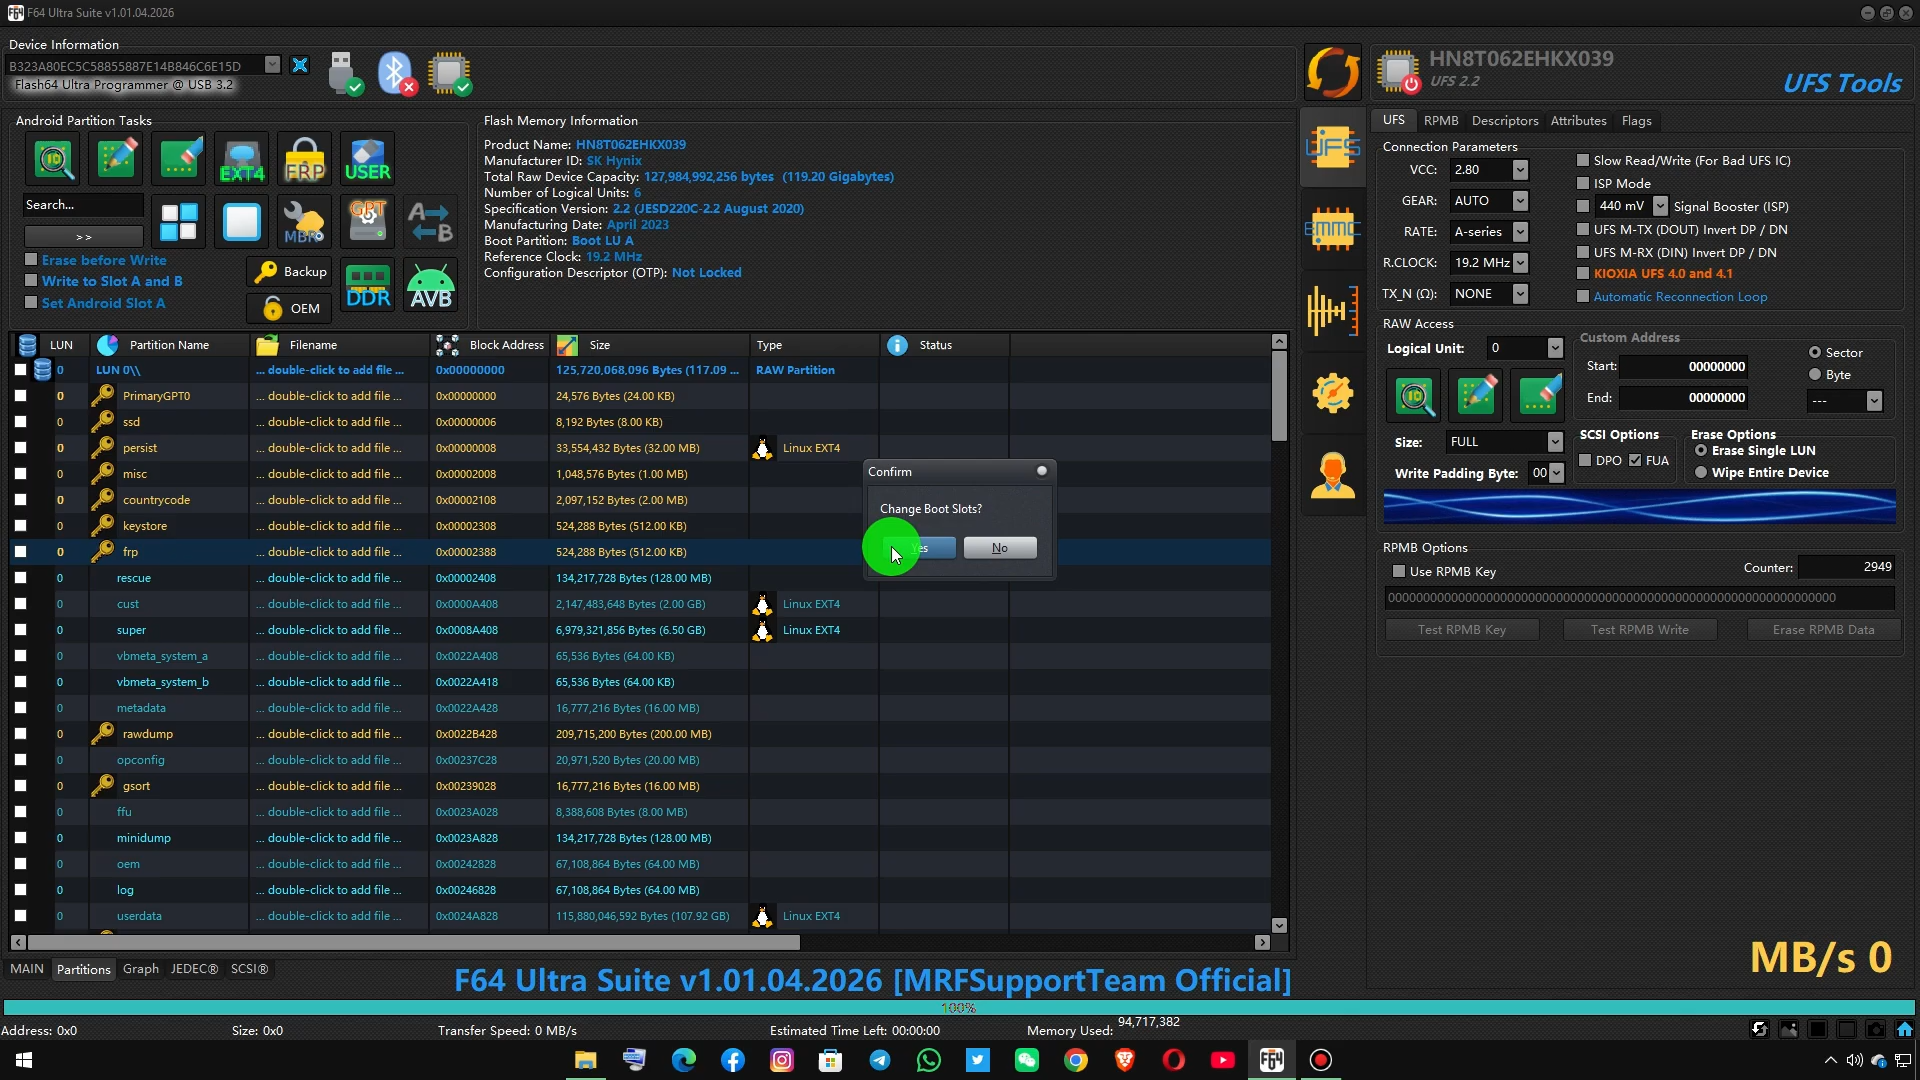 F64 Ultra Suite v1.01.04.2026
Device Information
B323A80EC5C58855887E14B846C6E15D
Flash64 Ultra Programmer @ USB 3.2
Android Partition Tasks
EXT4
FRP
USER
Search...
MBR
GPT
A B
>>
Erase before Write
Write to Slot A and B
Set Android Slot A
Backup
OEM
DDR
AVB
Flash Memory Information
Product Name: HN8T062EHKX039
Manufacturer ID: SK Hynix
Total Raw Device Capacity: 127,984,992,256 bytes (119.20 Gigabytes)
Number of Logical Units: 6
Specification Version: 2.2 (JESD220C-2.2 August 2020)
Manufacturing Date: April 2023
Boot Partition: Boot LU A
Reference Clock: 19.2 MHz
Configuration Descriptor (OTP): Not Locked
LUN Partition Name Filename Block Address Size Type Status
0 LUN 0\\ ... double-click to add file ... 0x00000000 125,720,068,096 Bytes (117.09 ... RAW Partition
0 PrimaryGPT0 ... double-click to add file ... 0x00000000 24,576 Bytes (24.00 KB)
0 ssd ... double-click to add file ... 0x00000006 8,192 Bytes (8.00 KB)
0 persist ... double-click to add file ... 0x00000008 33,554,432 Bytes (32.00 MB) Linux EXT4
0 misc ... double-click to add file ... 0x00002008 1,048,576 Bytes (1.00 MB)
0 countrycode ... double-click to add file ... 0x00002108 2,097,152 Bytes (2.00 MB)
0 keystore ... double-click to add file ... 0x00002308 524,288 Bytes (512.00 KB)
0 frp ... double-click to add file ... 0x00002388 524,288 Bytes (512.00 KB)
0 rescue ... double-click to add file ... 0x00002408 134,217,728 Bytes (128.00 MB)
0 cust ... double-click to add file ... 0x0000A408 2,147,483,648 Bytes (2.00 GB) Linux EXT4
0 super ... double-click to add file ... 0x0008A408 6,979,321,856 Bytes (6.50 GB) Linux EXT4
0 vbmeta_system_a ... double-click to add file ... 0x0022A408 65,536 Bytes (64.00 KB)
0 vbmeta_system_b ... double-click to add file ... 0x0022A418 65,536 Bytes (64.00 KB)
0 metadata ... double-click to add file ... 0x0022A428 16,777,216 Bytes (16.00 MB)
0 rawdump ... double-click to add file ... 0x0022B428 209,715,200 Bytes (200.00 MB)
0 opconfig ... double-click to add file ... 0x00237C28 20,971,520 Bytes (20.00 MB)
0 gsort ... double-click to add file ... 0x00239028 16,777,216 Bytes (16.00 MB)
0 ffu ... double-click to add file ... 0x0023A028 8,388,608 Bytes (8.00 MB)
0 minidump ... double-click to add file ... 0x0023A828 134,217,728 Bytes (128.00 MB)
0 oem ... double-click to add file ... 0x00242828 67,108,864 Bytes (64.00 MB)
0 log ... double-click to add file ... 0x00246828 67,108,864 Bytes (64.00 MB)
0 userdata ... double-click to add file ... 0x0024A828 115,880,046,592 Bytes (107.92 GB) Linux EXT4
Confirm
Change Boot Slots?
Yes No
MAIN Partitions Graph JEDEC® SCSI®
F64 Ultra Suite v1.01.04.2026 [MRFSupportTeam Official]
100%
Address: 0x0 Size: 0x0 Transfer Speed: 0 MB/s Estimated Time Left: 00:00:00 Memory Used: 94,717,382
UFS
EMMC
HN8T062EHKX039
UFS 2.2
UFS Tools
UFS RPMB Descriptors Attributes Flags
Connection Parameters
VCC: 2.80
GEAR: AUTO
RATE: A-series
R.CLOCK: 19.2 MHz
TX_N (Ω): NONE
Slow Read/Write (For Bad UFS IC)
ISP Mode
440 mV Signal Booster (ISP)
UFS M-TX (DOUT) Invert DP / DN
UFS M-RX (DIN) Invert DP / DN
KIOXIA UFS 4.0 and 4.1
Automatic Reconnection Loop
RAW Access
Logical Unit: 0
Custom Address
Start: 00000000
End: 00000000
Sector
Byte
---
Size: FULL
Write Padding Byte: 00
SCSI Options
DPO FUA
Erase Options
Erase Single LUN
Wipe Entire Device
RPMB Options
Use RPMB Key
Counter: 2949
0000000000000000000000000000000000000000000000000000000000000000
Test RPMB Key Test RPMB Write Erase RPMB Data
MB/s 0
F64